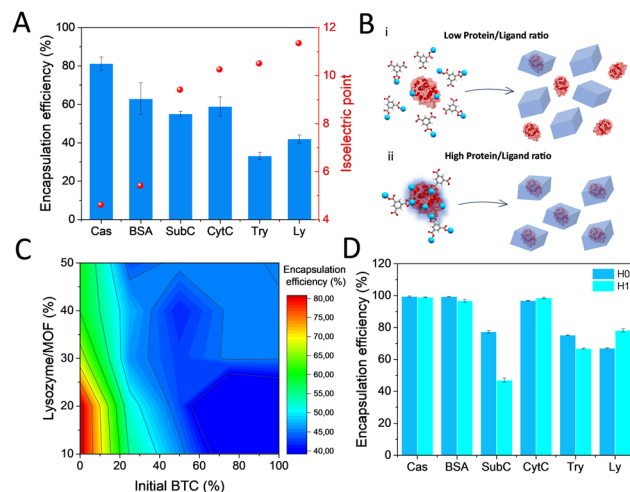 A
Encapsulation efficiency (%)
100
80
60
40
20
0
Cas BSA SubC CytC Try Ly
12
10
8
6
4
Isoelectric point
B
i
Low Protein/Ligand ratio
ii
High Protein/Ligand ratio
C
Lysozyme/MOF (%)
50
40
30
20
10
0 20 40 60 80 100
Initial BTC (%)
Encapsulation
efficiency (%)
80,00
70,00
65,00
60,00
55,00
50,00
45,00
40,00
D
Encapsulation efficiency (%)
120
100
80
60
40
20
0
H0
H1
Cas BSA SubC CytC Try Ly